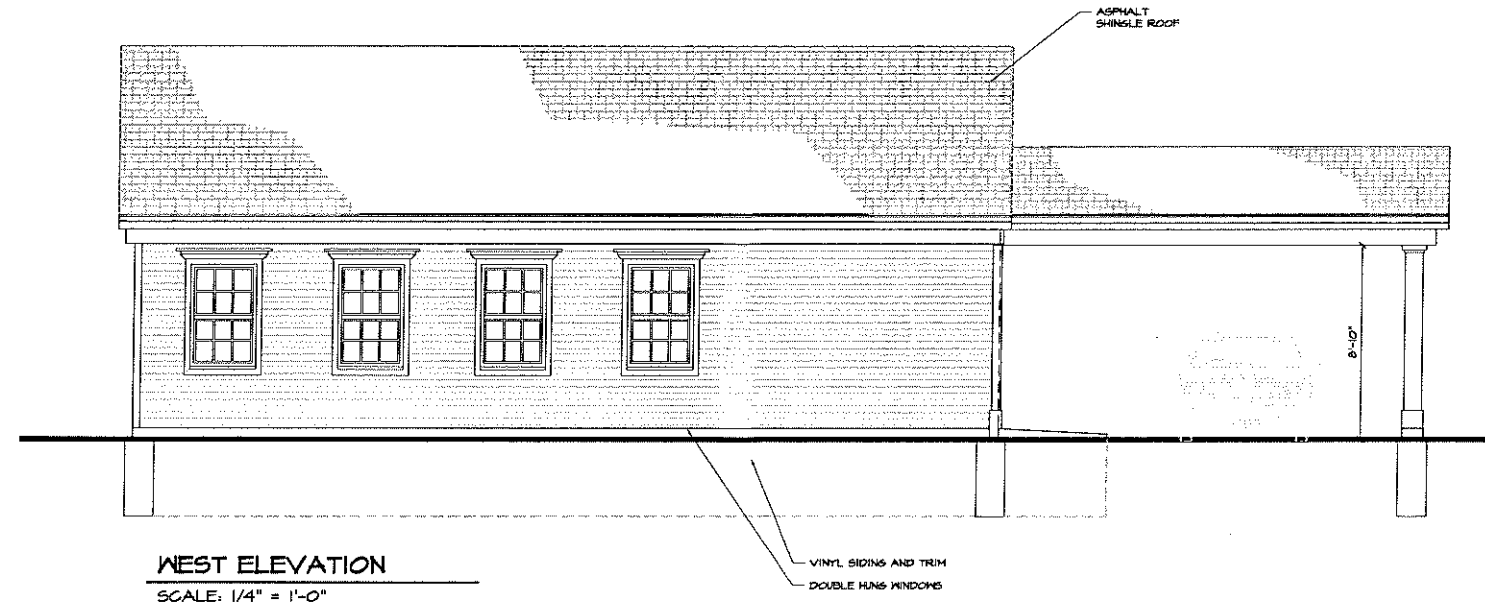 ASPHALT
SHINGLE ROOF
8'-10"
VINYL SIDING AND TRIM
DOUBLE HUNG WINDOWS
WEST ELEVATION
SCALE: 1/4" = 1'-0"